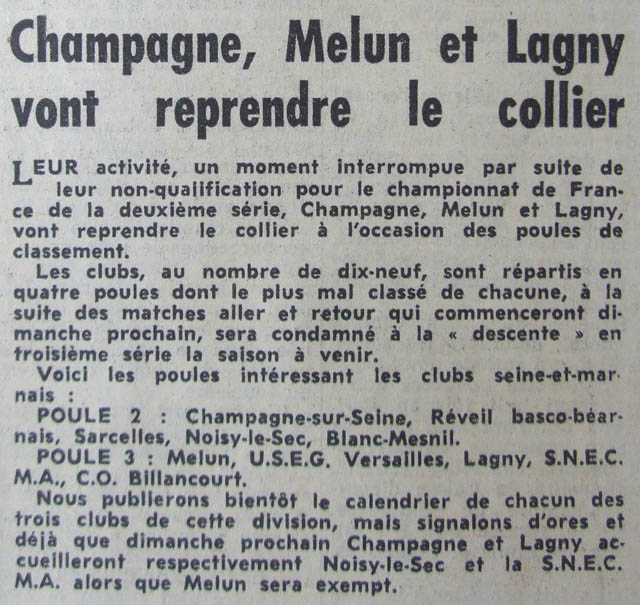 Champagne, Melun et Lagny
vont reprendre le collier
LEUR activité, un moment interrompue par suite de
leur non-qualification pour le championnat de Fran-
ce de la deuxième série, Champagne, Melun et Lagny,
vont reprendre le collier à l'occasion des poules de
classement.
Les clubs, au nombre de dix-neuf, sont répartis en
quatre poules dont le plus mal classé de chacune, à la
suite des matches aller et retour qui commenceront di-
manche prochain, sera condamné à la « descente » en
troisième série la saison à venir.
Voici les poules intéressant les clubs seine-et-mar-
nais :
POULE 2 : Champagne-sur-Seine, Réveil basco-béar-
nais, Sarcelles, Noisy-le-Sec, Blanc-Mesnil.
POULE 3 : Melun, U.S.E.G. Versailles, Lagny, S.N.E.C.
M.A., C.O. Billancourt.
Nous publierons bientôt le calendrier de chacun des
trois clubs de cette division, mais signalons d'ores et
déjà que dimanche prochain Champagne et Lagny ac-
cueilleront respectivement Noisy-le-Sec et la S.N.E.C.
M.A. alors que Melun sera exempt.